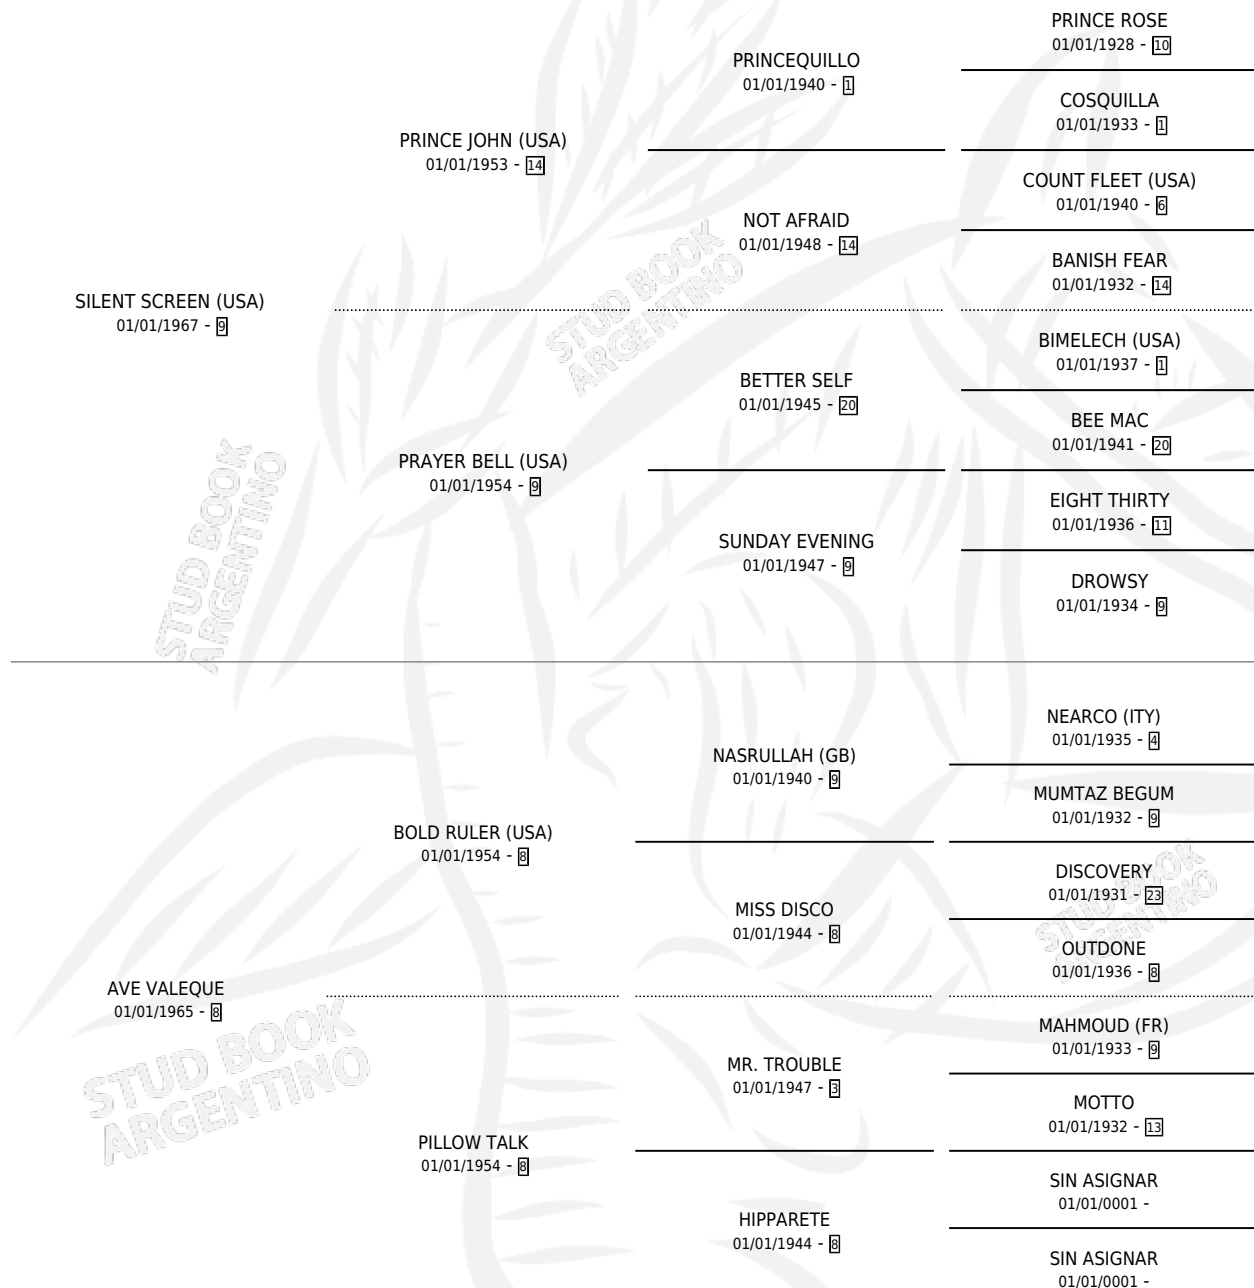 PRINCE ROSE
01/01/1928 - 10
PRINCEQUILLO
01/01/1940 - 1
COSQUILLA
01/01/1933 - 1
PRINCE JOHN (USA)
01/01/1953 - 14
COUNT FLEET (USA)
01/01/1940 - 6
NOT AFRAID
01/01/1948 - 14
BANISH FEAR
01/01/1932 - 14
SILENT SCREEN (USA)
01/01/1967 - 9
BIMELECH (USA)
01/01/1937 - 1
BETTER SELF
01/01/1945 - 20
BEE MAC
01/01/1941 - 20
PRAYER BELL (USA)
01/01/1954 - 9
EIGHT THIRTY
01/01/1936 - 11
SUNDAY EVENING
01/01/1947 - 9
DROWSY
01/01/1934 - 9
NEARCO (ITY)
01/01/1935 - 4
NASRULLAH (GB)
01/01/1940 - 9
MUMTAZ BEGUM
01/01/1932 - 9
BOLD RULER (USA)
01/01/1954 - 8
DISCOVERY
01/01/1931 - 23
MISS DISCO
01/01/1944 - 8
OUTDONE
01/01/1936 - 8
AVE VALEQUE
01/01/1965 - 8
MAHMOUD (FR)
01/01/1933 - 9
MR. TROUBLE
01/01/1947 - 3
MOTTO
01/01/1932 - 13
PILLOW TALK
01/01/1954 - 8
SIN ASIGNAR
01/01/0001 -
HIPPARETE
01/01/1944 - 8
SIN ASIGNAR
01/01/0001 -
STUD BOOK
ARGENTINO
STUD BOOK
ARGENTINO
STUD BOOK
ARGENTINO
STUD BOOK
ARGENTINO